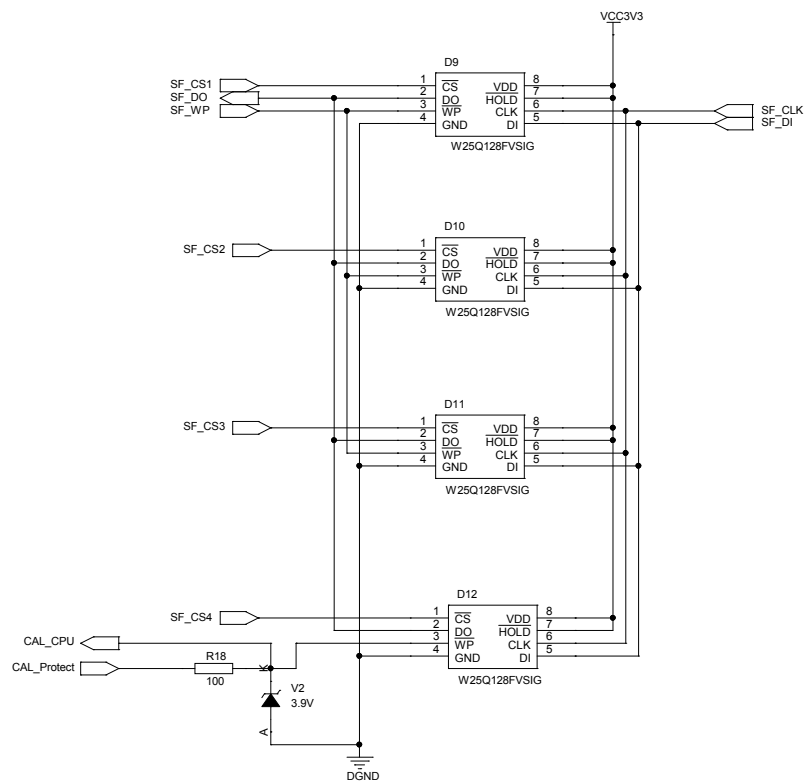 VCC3V3
D9
SF_CS1 1 CS VDD 8
SF_DO 2 DO HOLD 7
SF_WP 3 WP CLK 6 SF_CLK
4 GND DI 5 SF_DI
W25Q128FVSIG
D10
SF_CS2 1 CS VDD 8
2 DO HOLD 7
3 WP CLK 6
4 GND DI 5
W25Q128FVSIG
D11
SF_CS3 1 CS VDD 8
2 DO HOLD 7
3 WP CLK 6
4 GND DI 5
W25Q128FVSIG
D12
SF_CS4 1 CS VDD 8
2 DO HOLD 7
CAL_CPU 3 WP CLK 6
4 GND DI 5
W25Q128FVSIG
CAL_Protect R18 K
100
V2
3.9V
A
DGND